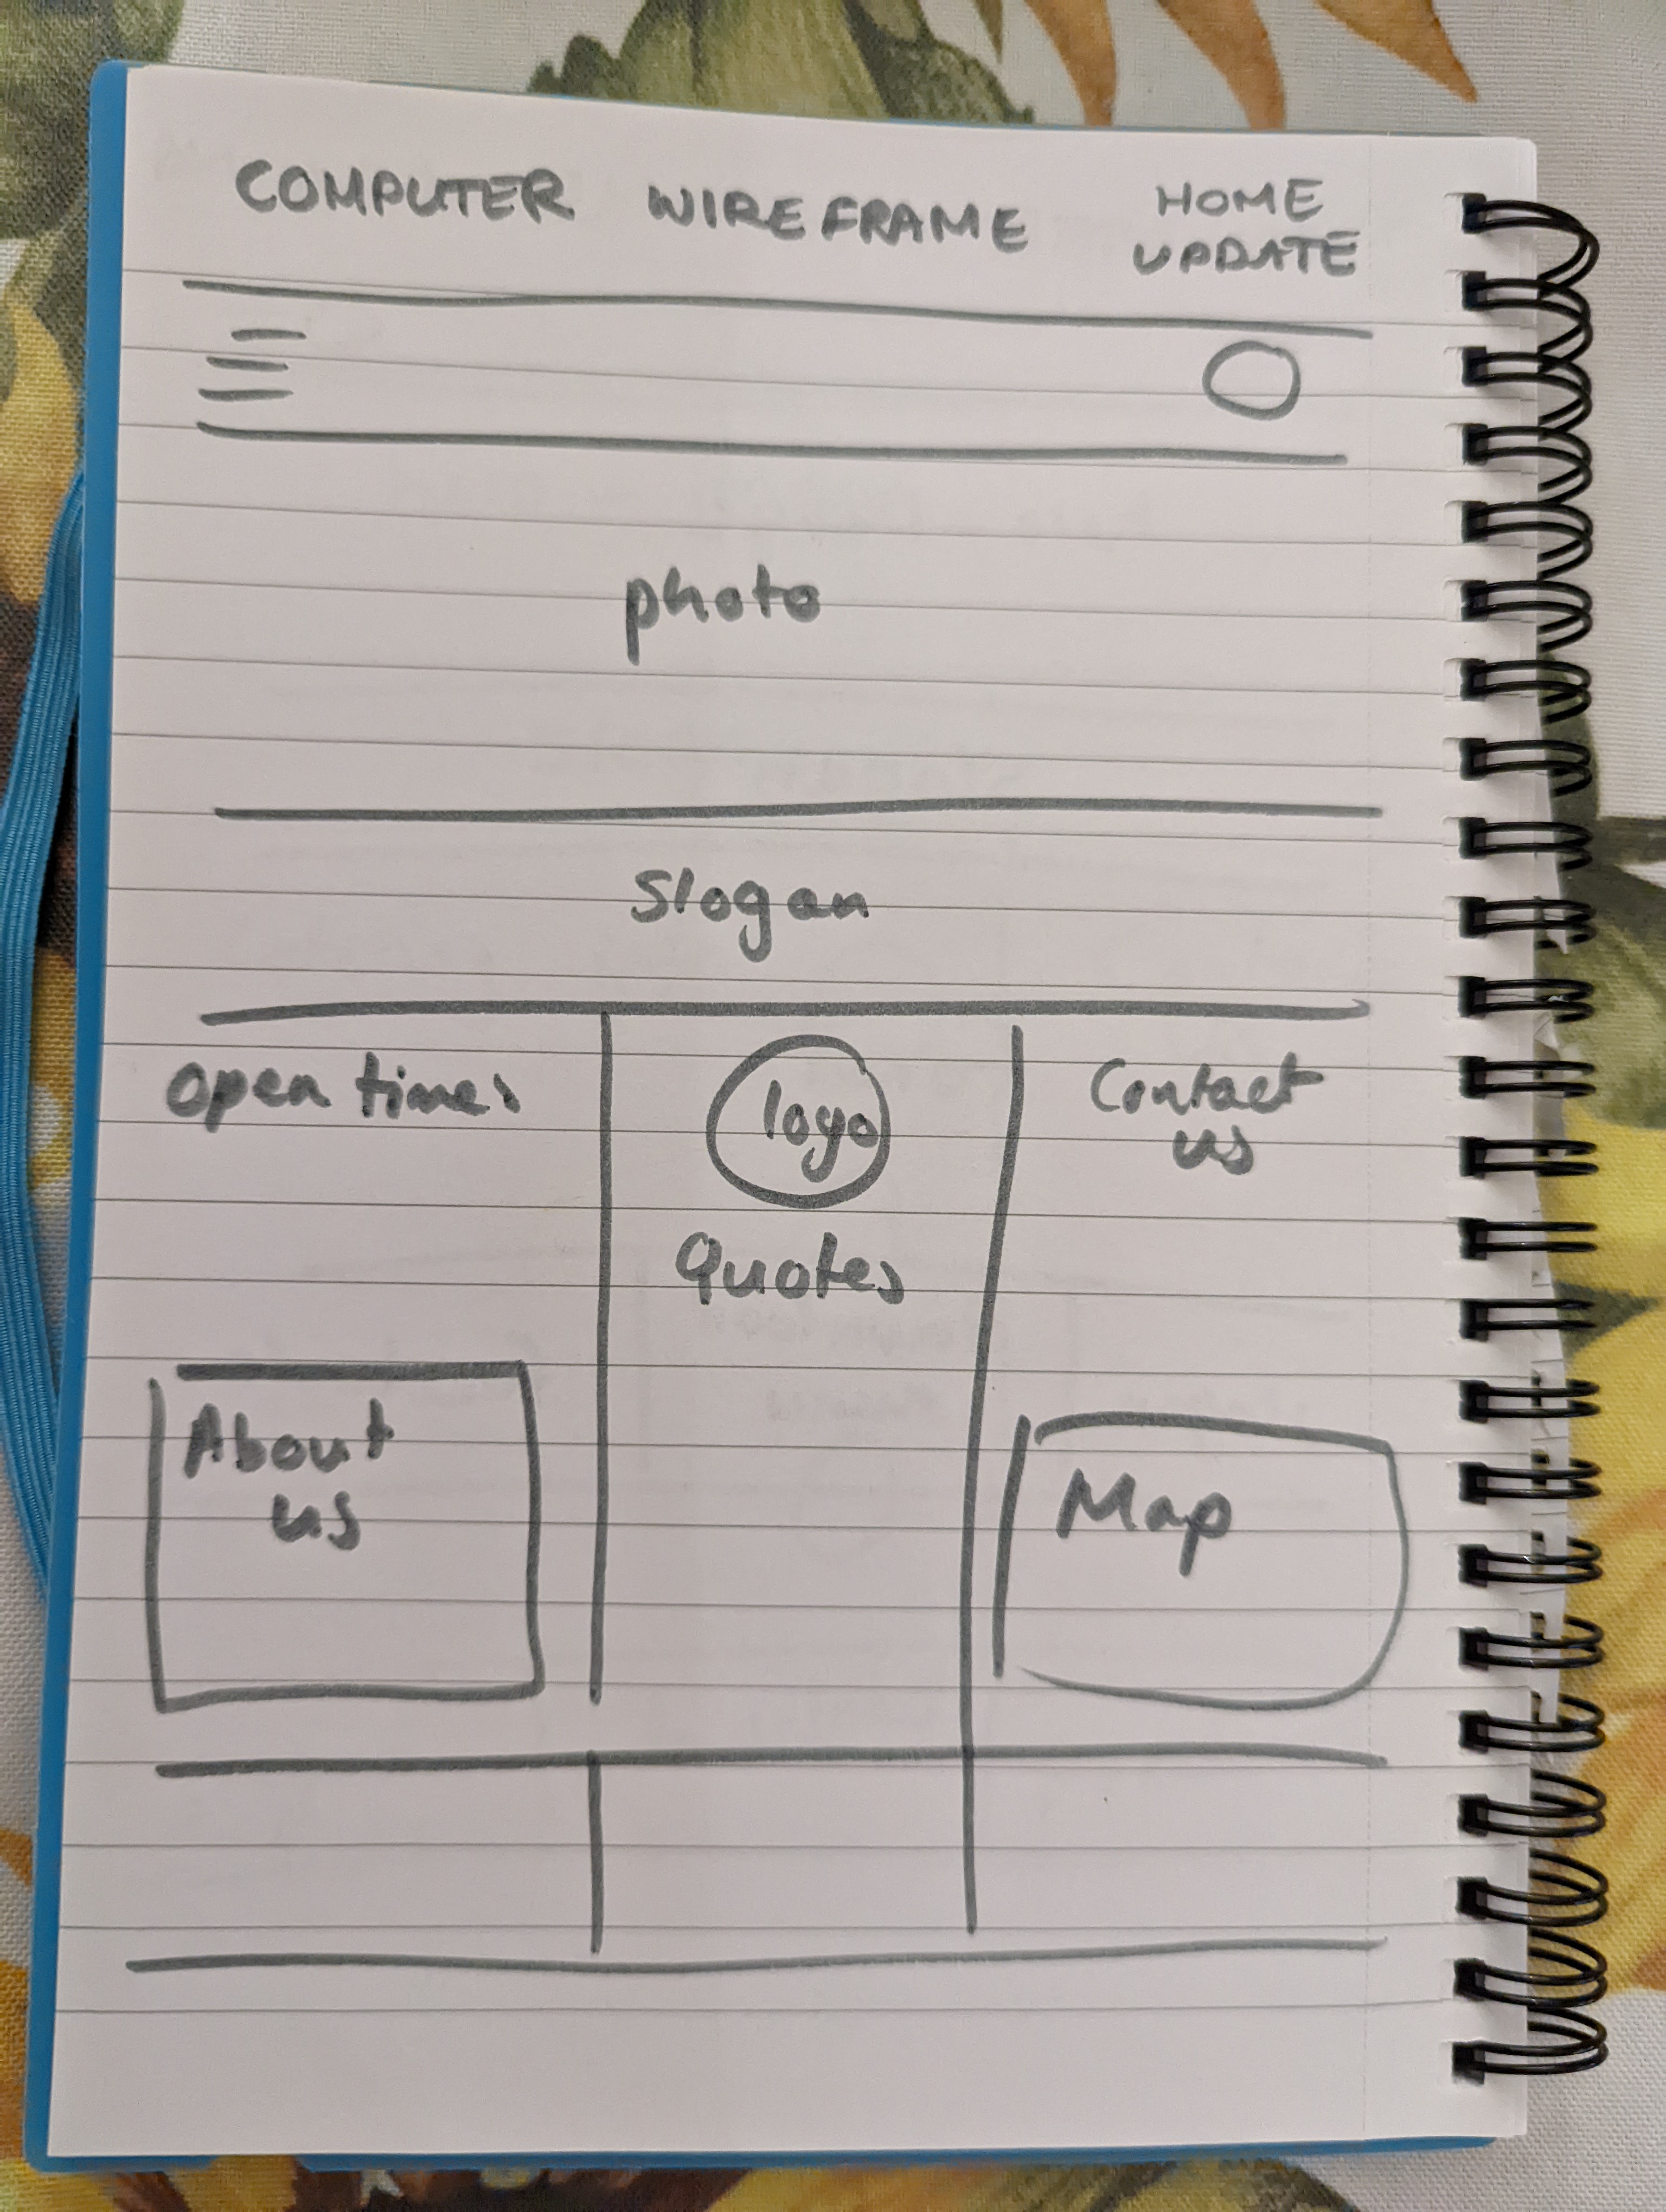 COMPUTER WIREFRAME HOME
UPDATE
photo
Slogan
Open times
logo
Quotes
Contact
us
About
us
Map